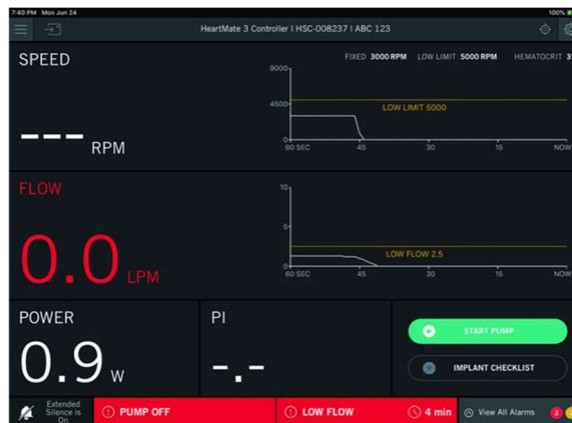 7:40 PM Mon Jun 24
100%
HeartMate 3 Controller I HSC-008237 I ABC 123
SPEED
FIXED 3000 RPM LOW LIMIT 5000 RPM HEMATOCRIT
--- RPM
9000
4500
LOW LIMIT 5000
60 SEC 45 30 15 NOW
FLOW
0.0 LPM
10
5
0
LOW FLOW 2.5
60 SEC 45 30 15 NOW
POWER
0.9 W
PI
-.-
START PUMP
IMPLANT CHECKLIST
Extended
Silence is
On
PUMP OFF
LOW FLOW
4 min
View All Alarms
2